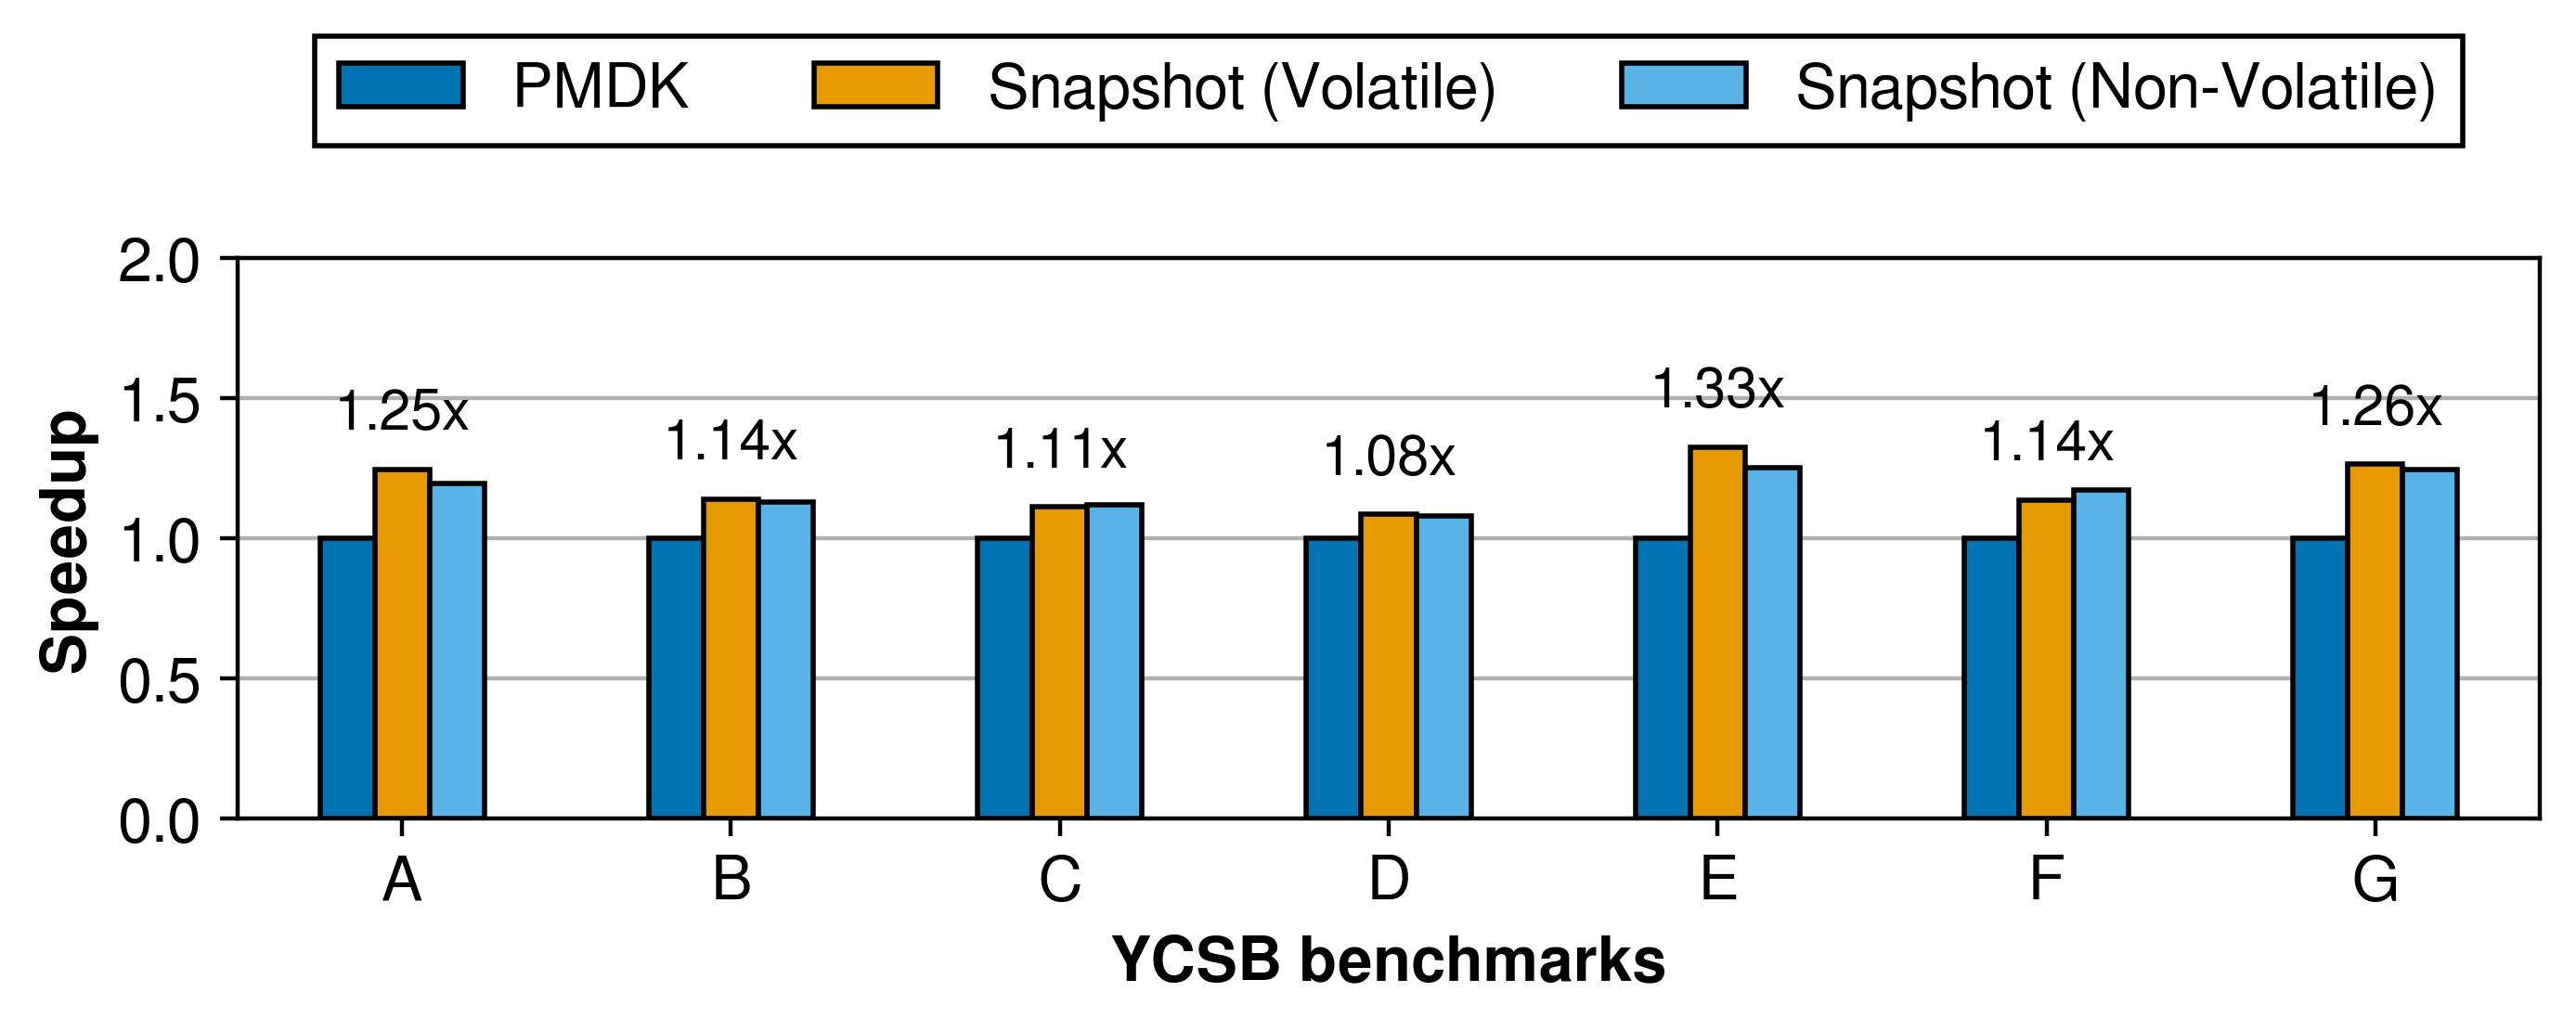 PMDK Snapshot (Volatile) Snapshot (Non-Volatile)
2.0
1.5
1.0
0.5
0.0
Speedup
1.25x
1.14x
1.11x
1.08x
1.33x
1.14x
1.26x
A B C D E F G
YCSB benchmarks